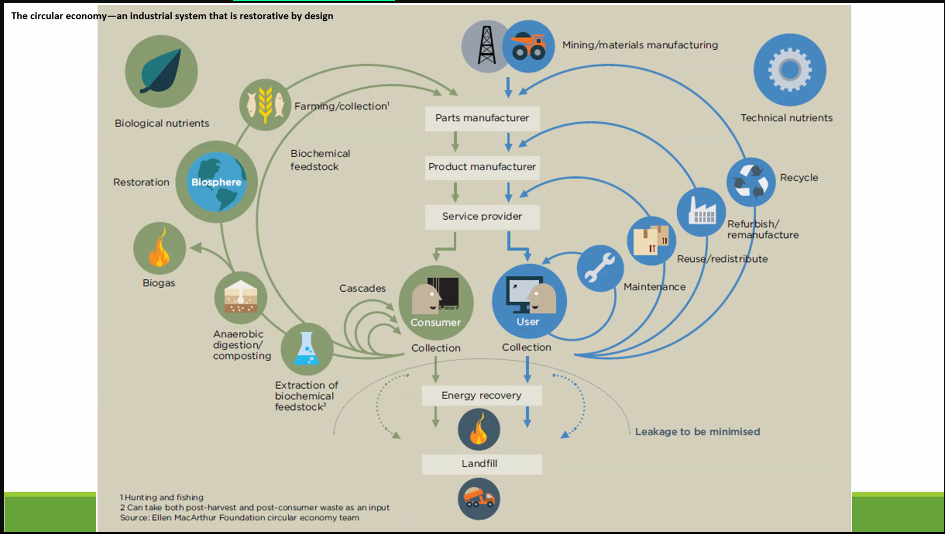 The circular economy—an industrial system that is restorative by design
Mining/materials manufacturing
Biological nutrients
Technical nutrients
Farming/collection¹
Parts manufacturer
Biochemical
feedstock
Product manufacturer
Restoration
Biosphere
Recycle
Service provider
Refurbish/
remanufacture
Reuse/redistribute
Biogas
Cascades
Maintenance
Consumer
User
Anaerobic
digestion/
composting
Collection
Collection
Extraction of
biochemical
feedstock²
Energy recovery
Leakage to be minimised
Landfill
1 Hunting and fishing
2 Can take both post-harvest and post-consumer waste as an input
Source: Ellen MacArthur Foundation circular economy team